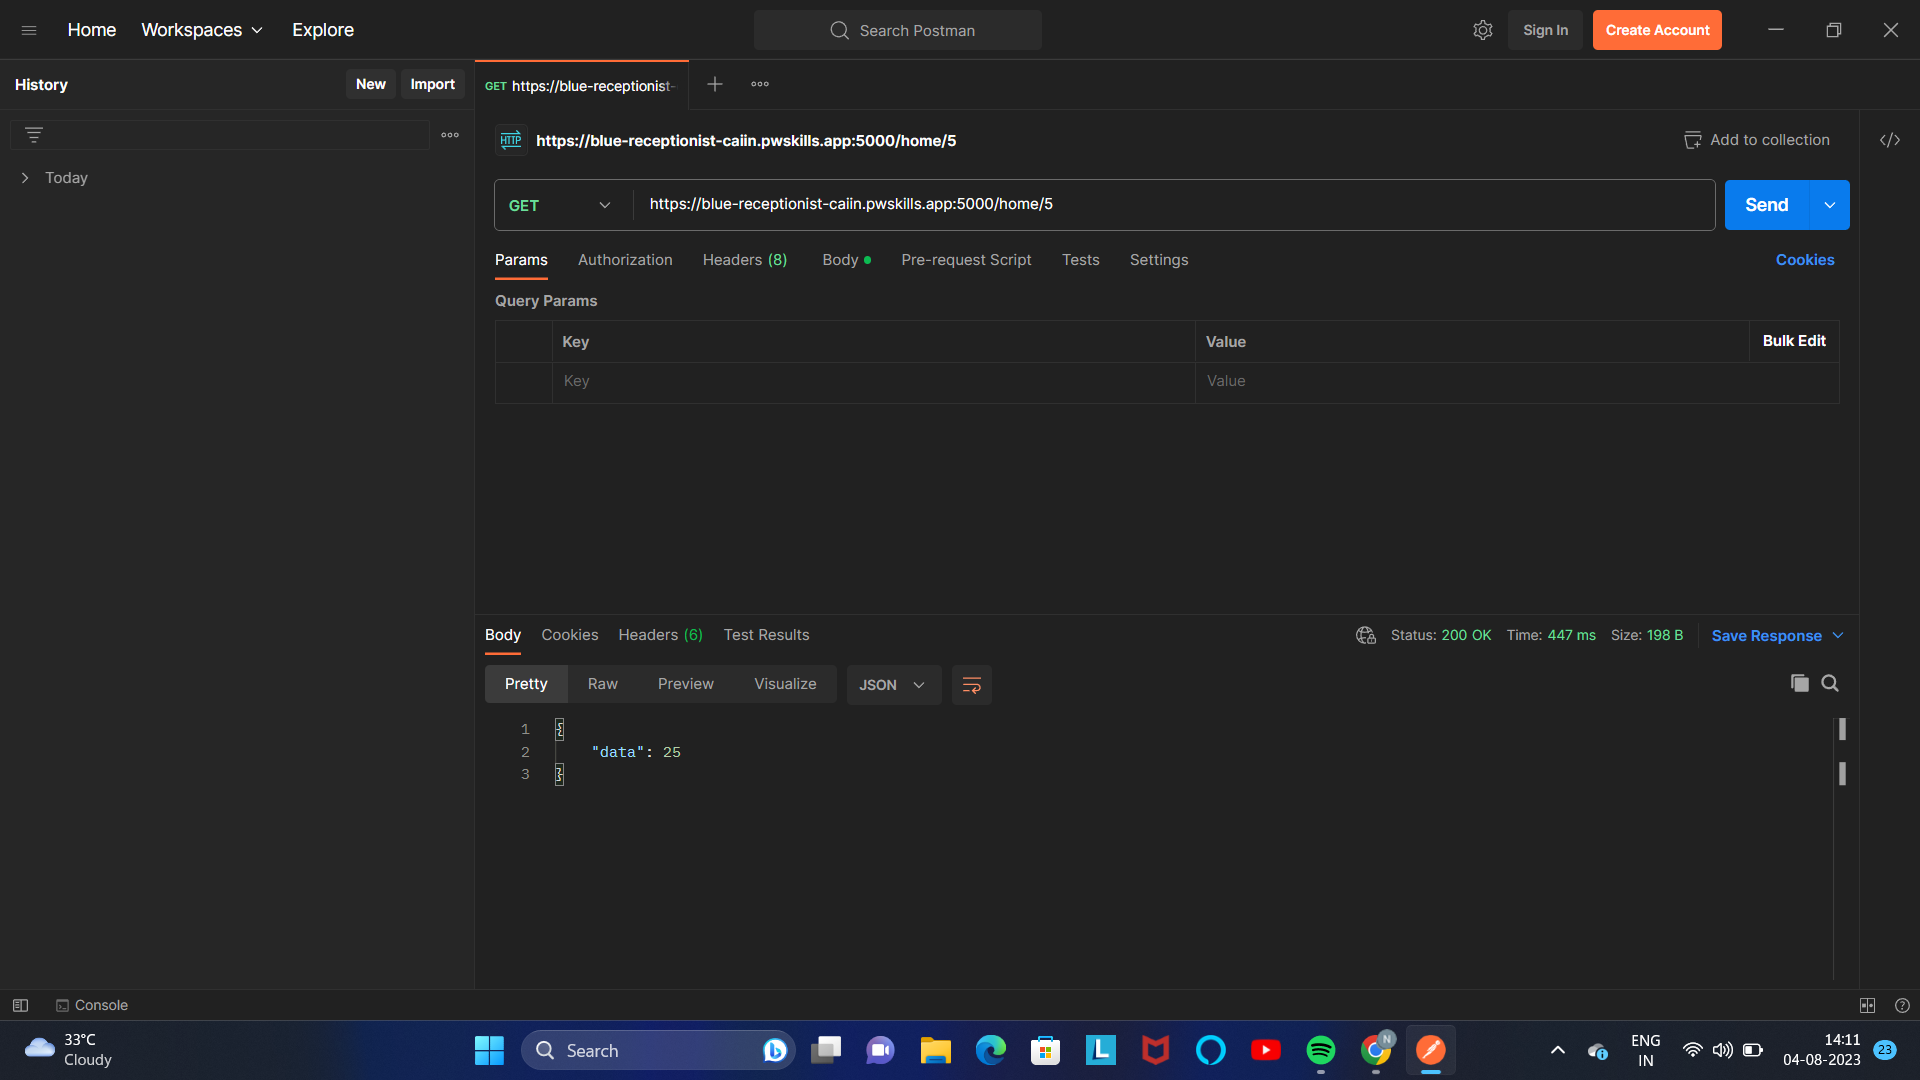 Home Workspaces Explore Search Postman Sign In Create Account
History New Import GET https://blue-receptionist-
HTTP https://blue-receptionist-caiin.pwskills.app:5000/home/5 Add to collection
Today
GET https://blue-receptionist-caiin.pwskills.app:5000/home/5 Send
Params Authorization Headers (8) Body Pre-request Script Tests Settings Cookies
Query Params
Key Value Bulk Edit
Key Value
Body Cookies Headers (6) Test Results Status: 200 OK Time: 447 ms Size: 198 B Save Response
Pretty Raw Preview Visualize JSON
1 {
2 "data": 25
3 }
Console
33°C
Cloudy
Search
L
N
ENG
IN
14:11
04-08-2023
23